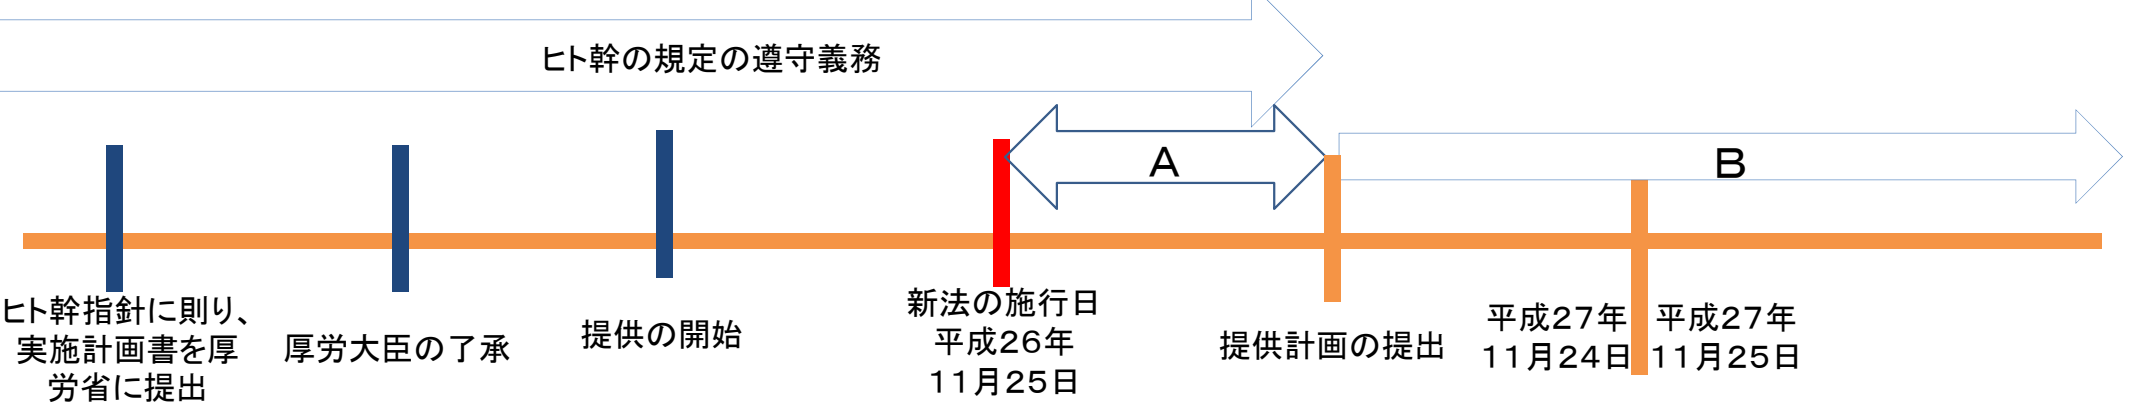 ヒト幹の規定の遵守義務
A
B
ヒト幹指針に則り、
実施計画書を厚
労省に提出
厚労大臣の了承
提供の開始
新法の施行日
平成26年
11月25日
提供計画の提出
平成27年
11月24日
平成27年
11月25日